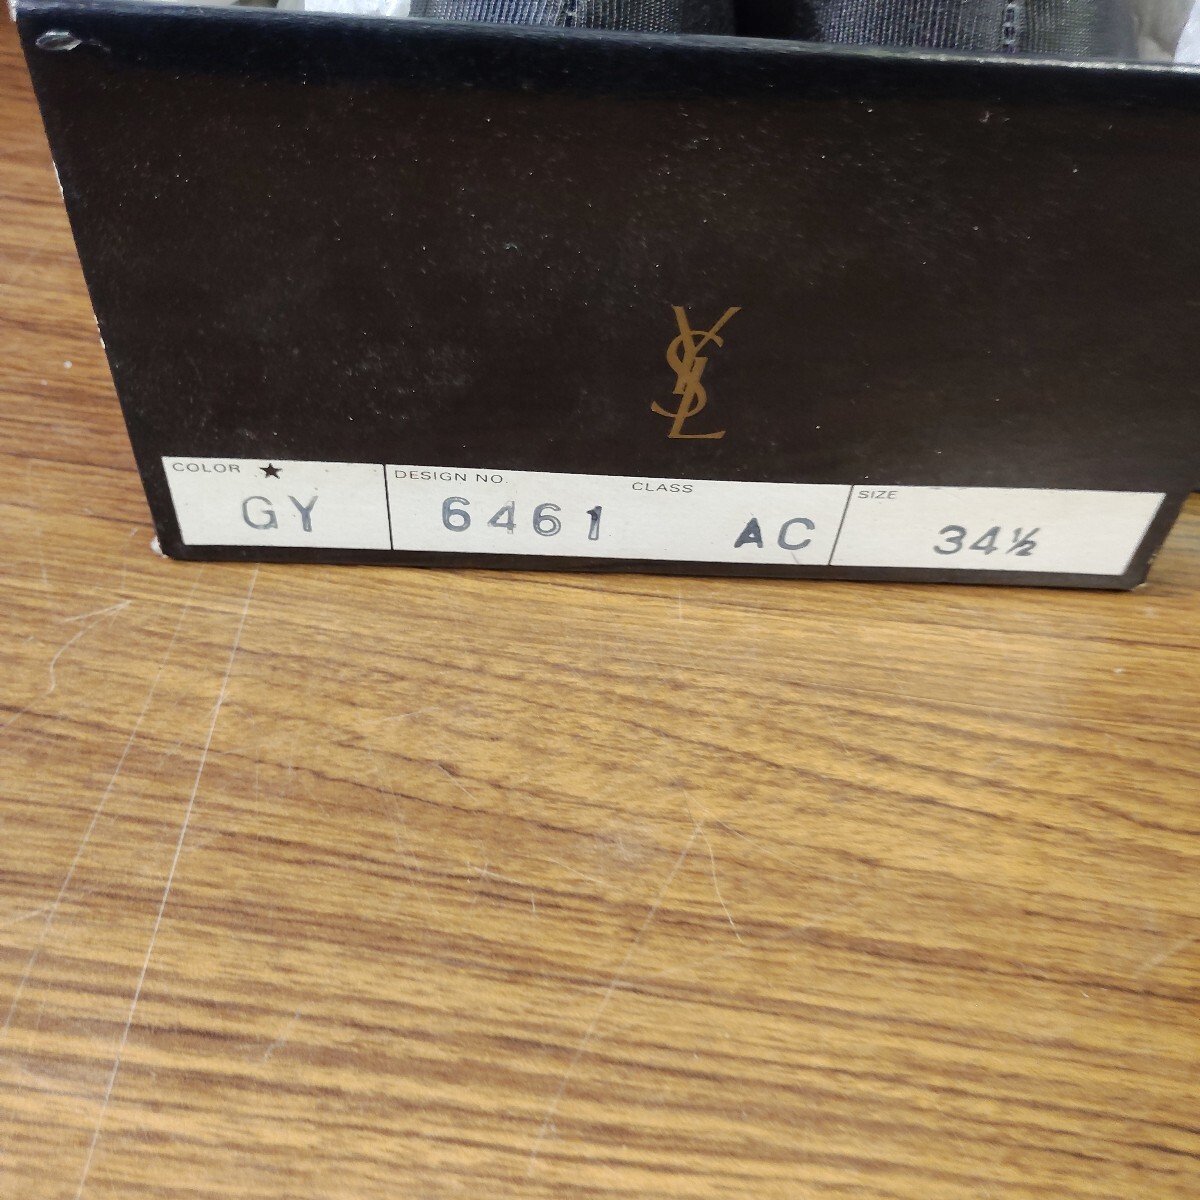 YSL
COLOR ★ DESIGN NO. CLASS SIZE
GY 6461 AC 34½